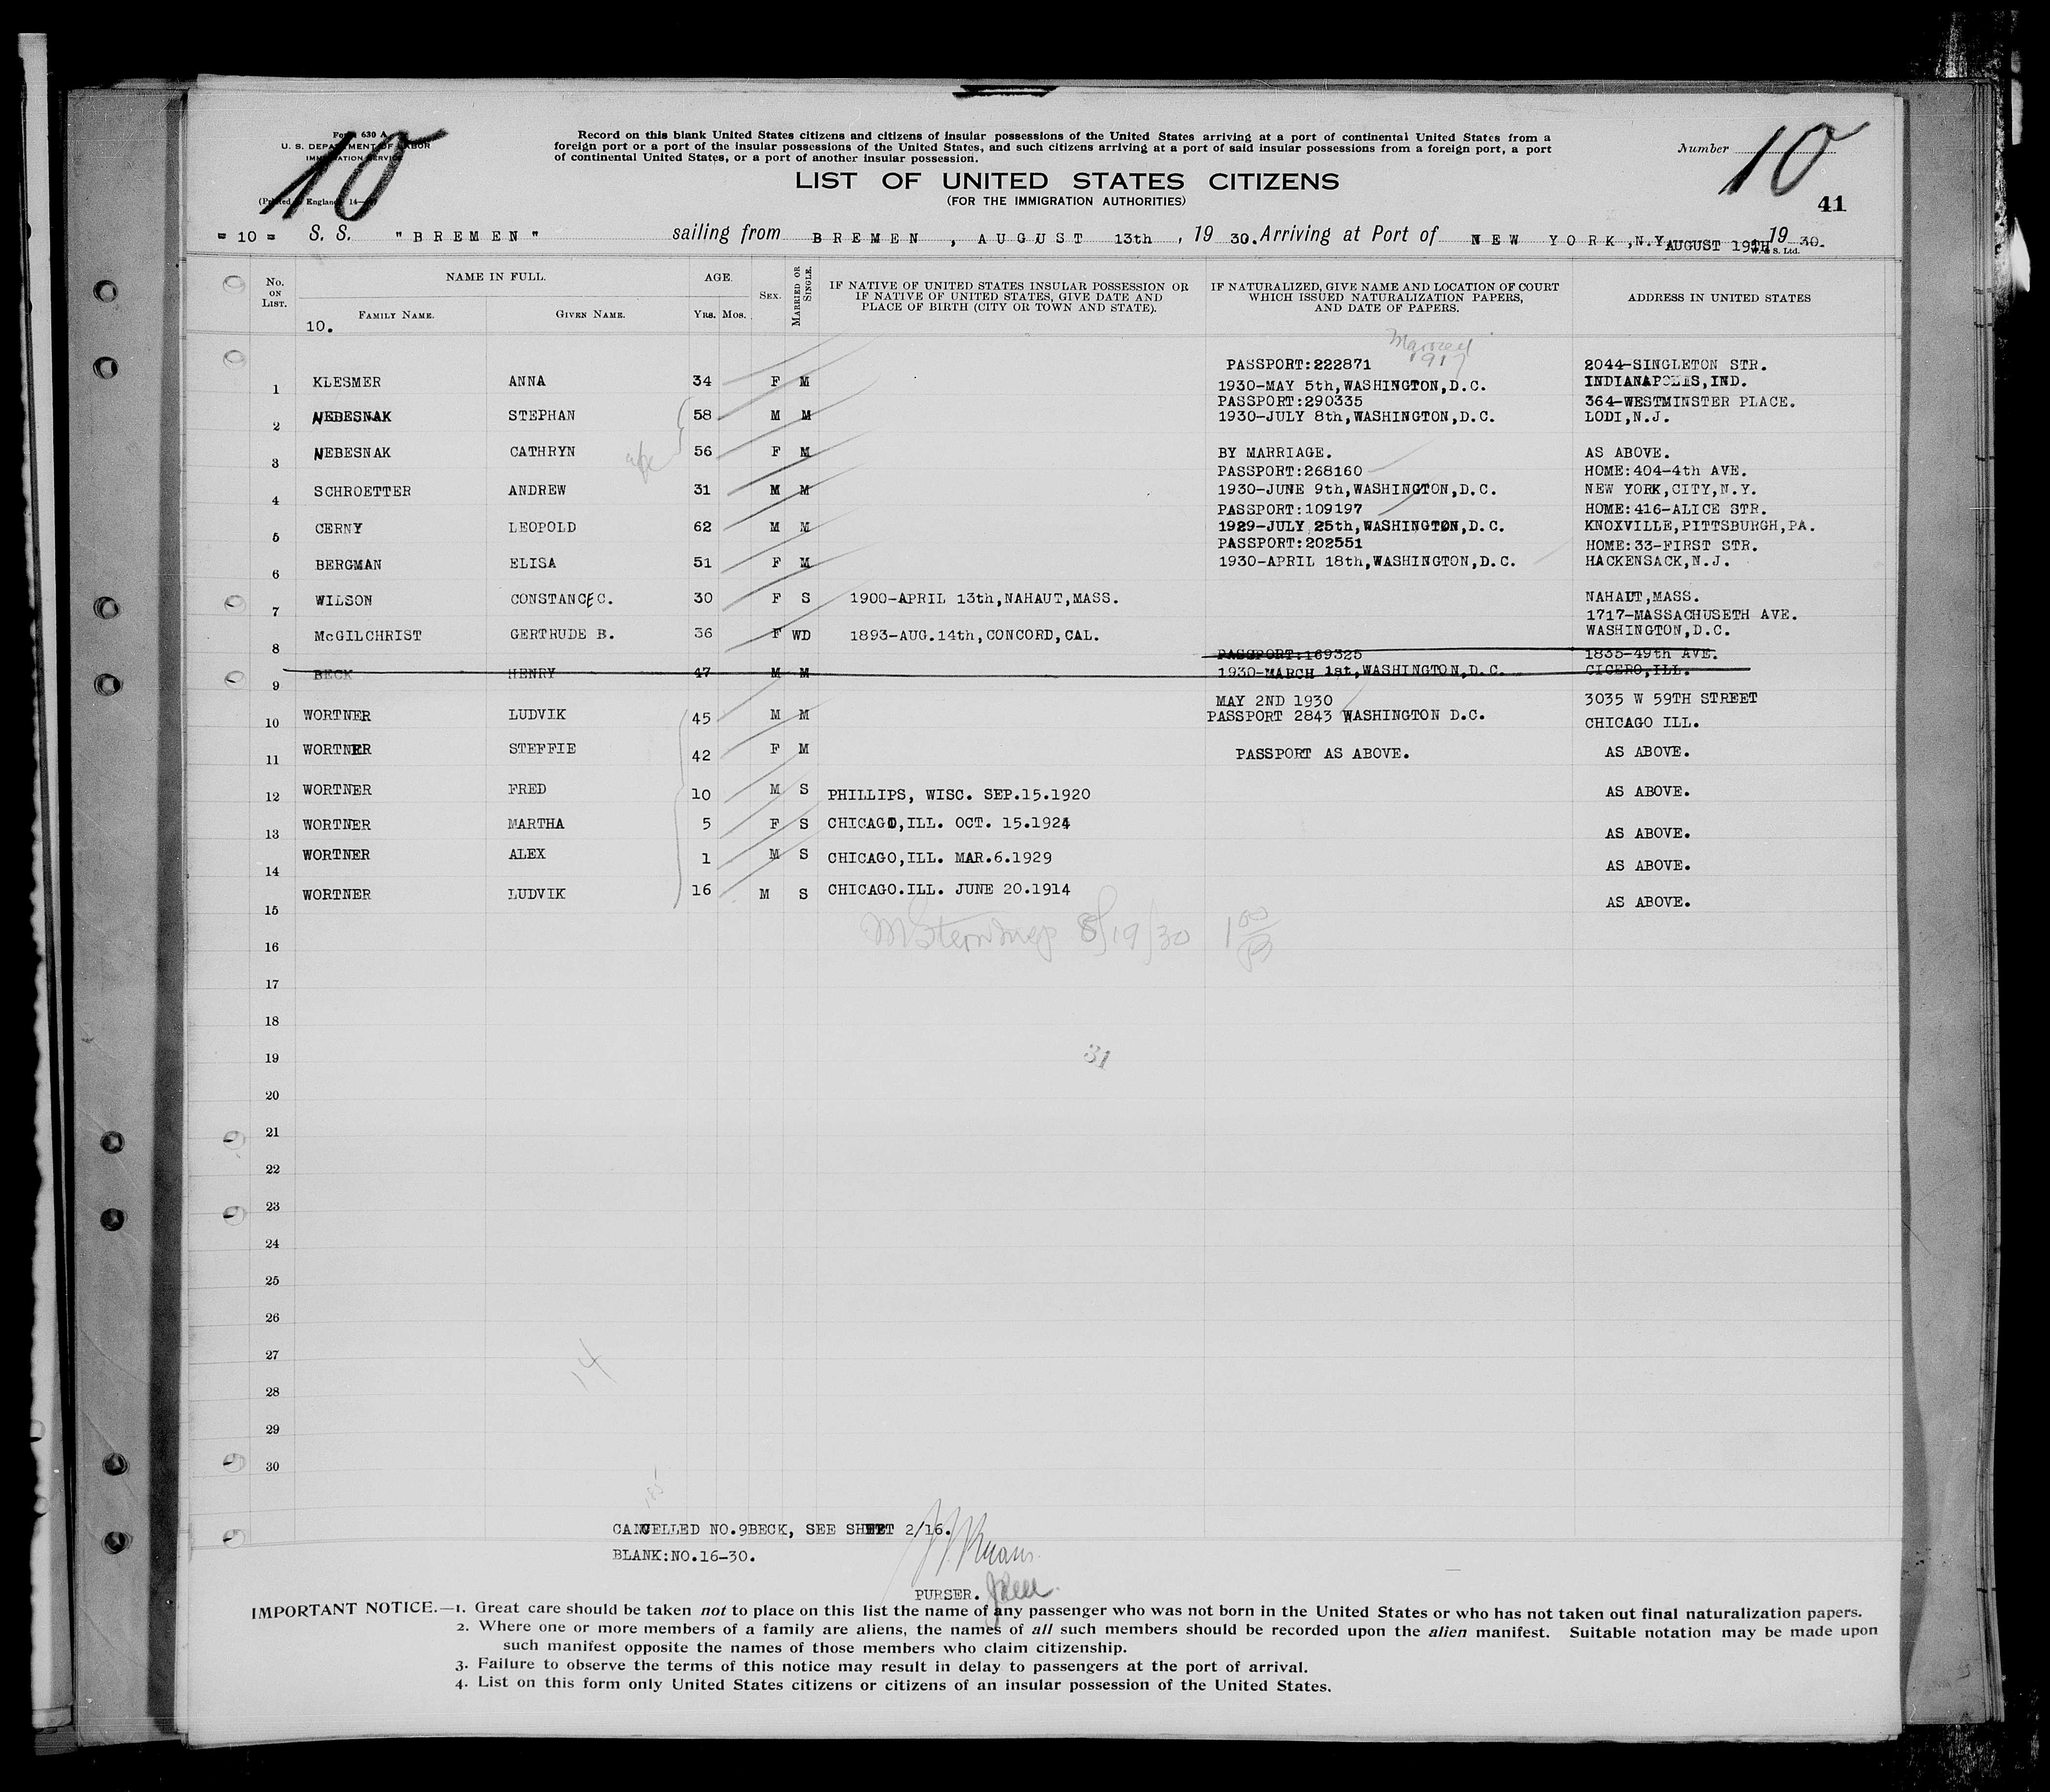 Form 630 A
U. S. DEPARTMENT OF LABOR
IMMIGRATION SERVICE
(Printed in England 14—
10
Record on this blank United States citizens and citizens of insular possessions of the United States arriving at a port of continental United States from a
foreign port or a port of the insular possessions of the United States, and such citizens arriving at a port of said insular possessions from a foreign port, a port
of continental United States, or a port of another insular possession.
Number 10
LIST OF UNITED STATES CITIZENS
(FOR THE IMMIGRATION AUTHORITIES)
41
= 10 = S. S. "BREMEN" sailing from BREMEN, AUGUST 13th, 19 30. Arriving at Port of NEW YORK, N.Y. AUGUST 19TH 19 30.
W. & S. Ltd.
No. ON LIST. NAME IN FULL. AGE. SEX. MARRIED OR SINGLE. IF NATIVE OF UNITED STATES INSULAR POSSESSION OR IF NATIVE OF UNITED STATES, GIVE DATE AND PLACE OF BIRTH (CITY OR TOWN AND STATE). IF NATURALIZED, GIVE NAME AND LOCATION OF COURT WHICH ISSUED NATURALIZATION PAPERS, AND DATE OF PAPERS. ADDRESS IN UNITED STATES
10. FAMILY NAME. GIVEN NAME. YRS. MOS.
Married
1917
PASSPORT:222871 2044-SINGLETON STR.
1 KLESMER ANNA 34 F M 1930-MAY 5th,WASHINGTON,D.C. INDIANAPOLIS,IND.
PASSPORT:290335 364-WESTMINSTER PLACE.
2 NEBESNAK STEPHAN 58 M M 1930-JULY 8th,WASHINGTON,D.C. LODI,N.J.
3 NEBESNAK CATHRYN 56 F M BY MARRIAGE. AS ABOVE.
PASSPORT:268160 HOME:404-4th AVE.
4 SCHROETTER ANDREW 31 M M 1930-JUNE 9th,WASHINGTON,D.C. NEW YORK,CITY,N.Y.
PASSPORT:109197 HOME:416-ALICE STR.
5 CERNY LEOPOLD 62 M M 1929-JULY 25th,WASHINGTON,D.C. KNOXVILLE,PITTSBURGH,PA.
PASSPORT:202551 HOME:33-FIRST STR.
6 BERGMAN ELISA 51 F M 1930-APRIL 18th,WASHINGTON,D.C. HACKENSACK,N.J.
7 WILSON CONSTANCE C. 30 F S 1900-APRIL 13th,NAHAUT,MASS. NAHAUT,MASS.
1717-MASSACHUSETH AVE.
8 McGILCHRIST GERTRUDE B. 36 F WD 1893-AUG.14th,CONCORD,CAL. WASHINGTON,D.C.
PASSPORT:169325 1835-49th AVE.
9 BECK HENRY 47 M M 1930-MARCH 1st,WASHINGTON,D.C. CICERO,ILL.
MAY 2ND 1930 3035 W 59TH STREET
10 WORTNER LUDVIK 45 M M PASSPORT 2843 WASHINGTON D.C. CHICAGO ILL.
11 WORTNER STEFFIE 42 F M PASSPORT AS ABOVE. AS ABOVE.
12 WORTNER FRED 10 M S PHILLIPS, WISC. SEP.15.1920 AS ABOVE.
13 WORTNER MARTHA 5 F S CHICAGO,ILL. OCT. 15.1924 AS ABOVE.
14 WORTNER ALEX 1 M S CHICAGO,ILL. MAR.6.1929 AS ABOVE.
15 WORTNER LUDVIK 16 M S CHICAGO.ILL. JUNE 20.1914 AS ABOVE.
8/19/30
16
17
18
19 31
20
21
22
23
24
25
26
27
14
28
29
30
CANCELLED NO.9BECK, SEE SHEET 2/16.
BLANK:NO.16-30.
PURSER.
IMPORTANT NOTICE.—1. Great care should be taken not to place on this list the name of any passenger who was not born in the United States or who has not taken out final naturalization papers.
2. Where one or more members of a family are aliens, the names of all such members should be recorded upon the alien manifest. Suitable notation may be made upon
such manifest opposite the names of those members who claim citizenship.
3. Failure to observe the terms of this notice may result in delay to passengers at the port of arrival.
4. List on this form only United States citizens or citizens of an insular possession of the United States.